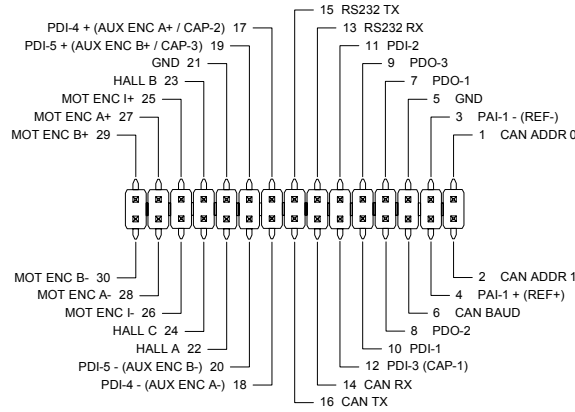 15 RS232 TX
PDI-4 + (AUX ENC A+ / CAP-2) 17
13 RS232 RX
PDI-5 + (AUX ENC B+ / CAP-3) 19
11 PDI-2
GND 21
9 PDO-3
HALL B 23
7 PDO-1
MOT ENC I+ 25
5 GND
MOT ENC A+ 27
3 PAI-1 - (REF-)
MOT ENC B+ 29
1 CAN ADDR 0
MOT ENC B- 30
2 CAN ADDR 1
MOT ENC A- 28
4 PAI-1 + (REF+)
MOT ENC I- 26
6 CAN BAUD
HALL C 24
8 PDO-2
HALL A 22
10 PDI-1
PDI-5 - (AUX ENC B-) 20
12 PDI-3 (CAP-1)
PDI-4 - (AUX ENC A-) 18
14 CAN RX
16 CAN TX